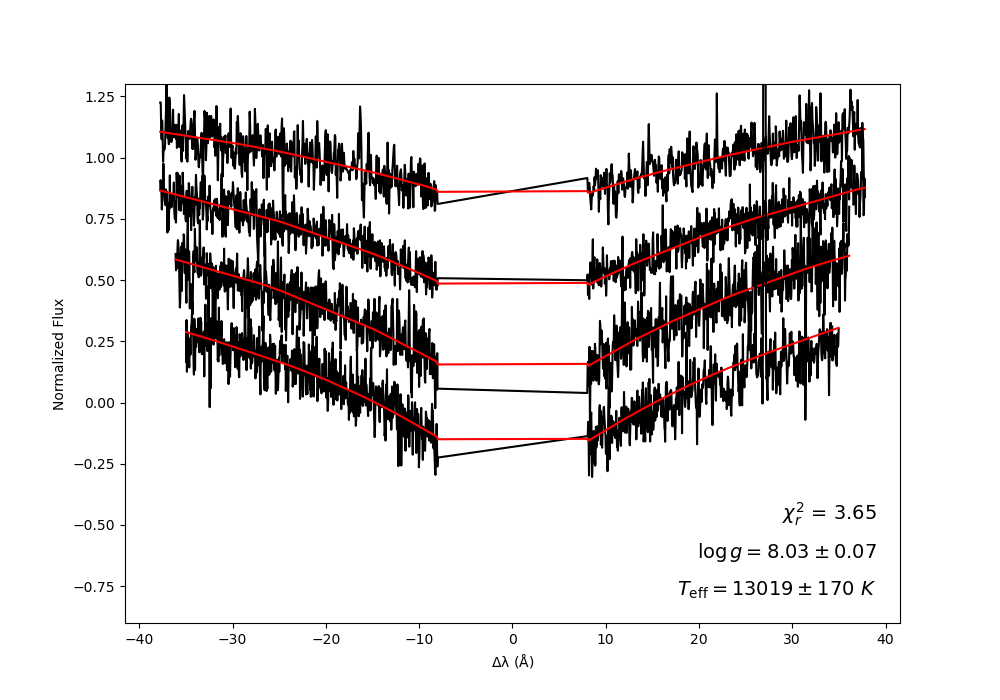 1.25
1.00
0.75
0.50
0.25
0.00
−0.25
−0.50
−0.75
Normalized Flux
χ²ᵣ = 3.65
log g = 8.03 ± 0.07
T_eff = 13019 ± 170 K
−40 −30 −20 −10 0 10 20 30 40
Δλ (Å)